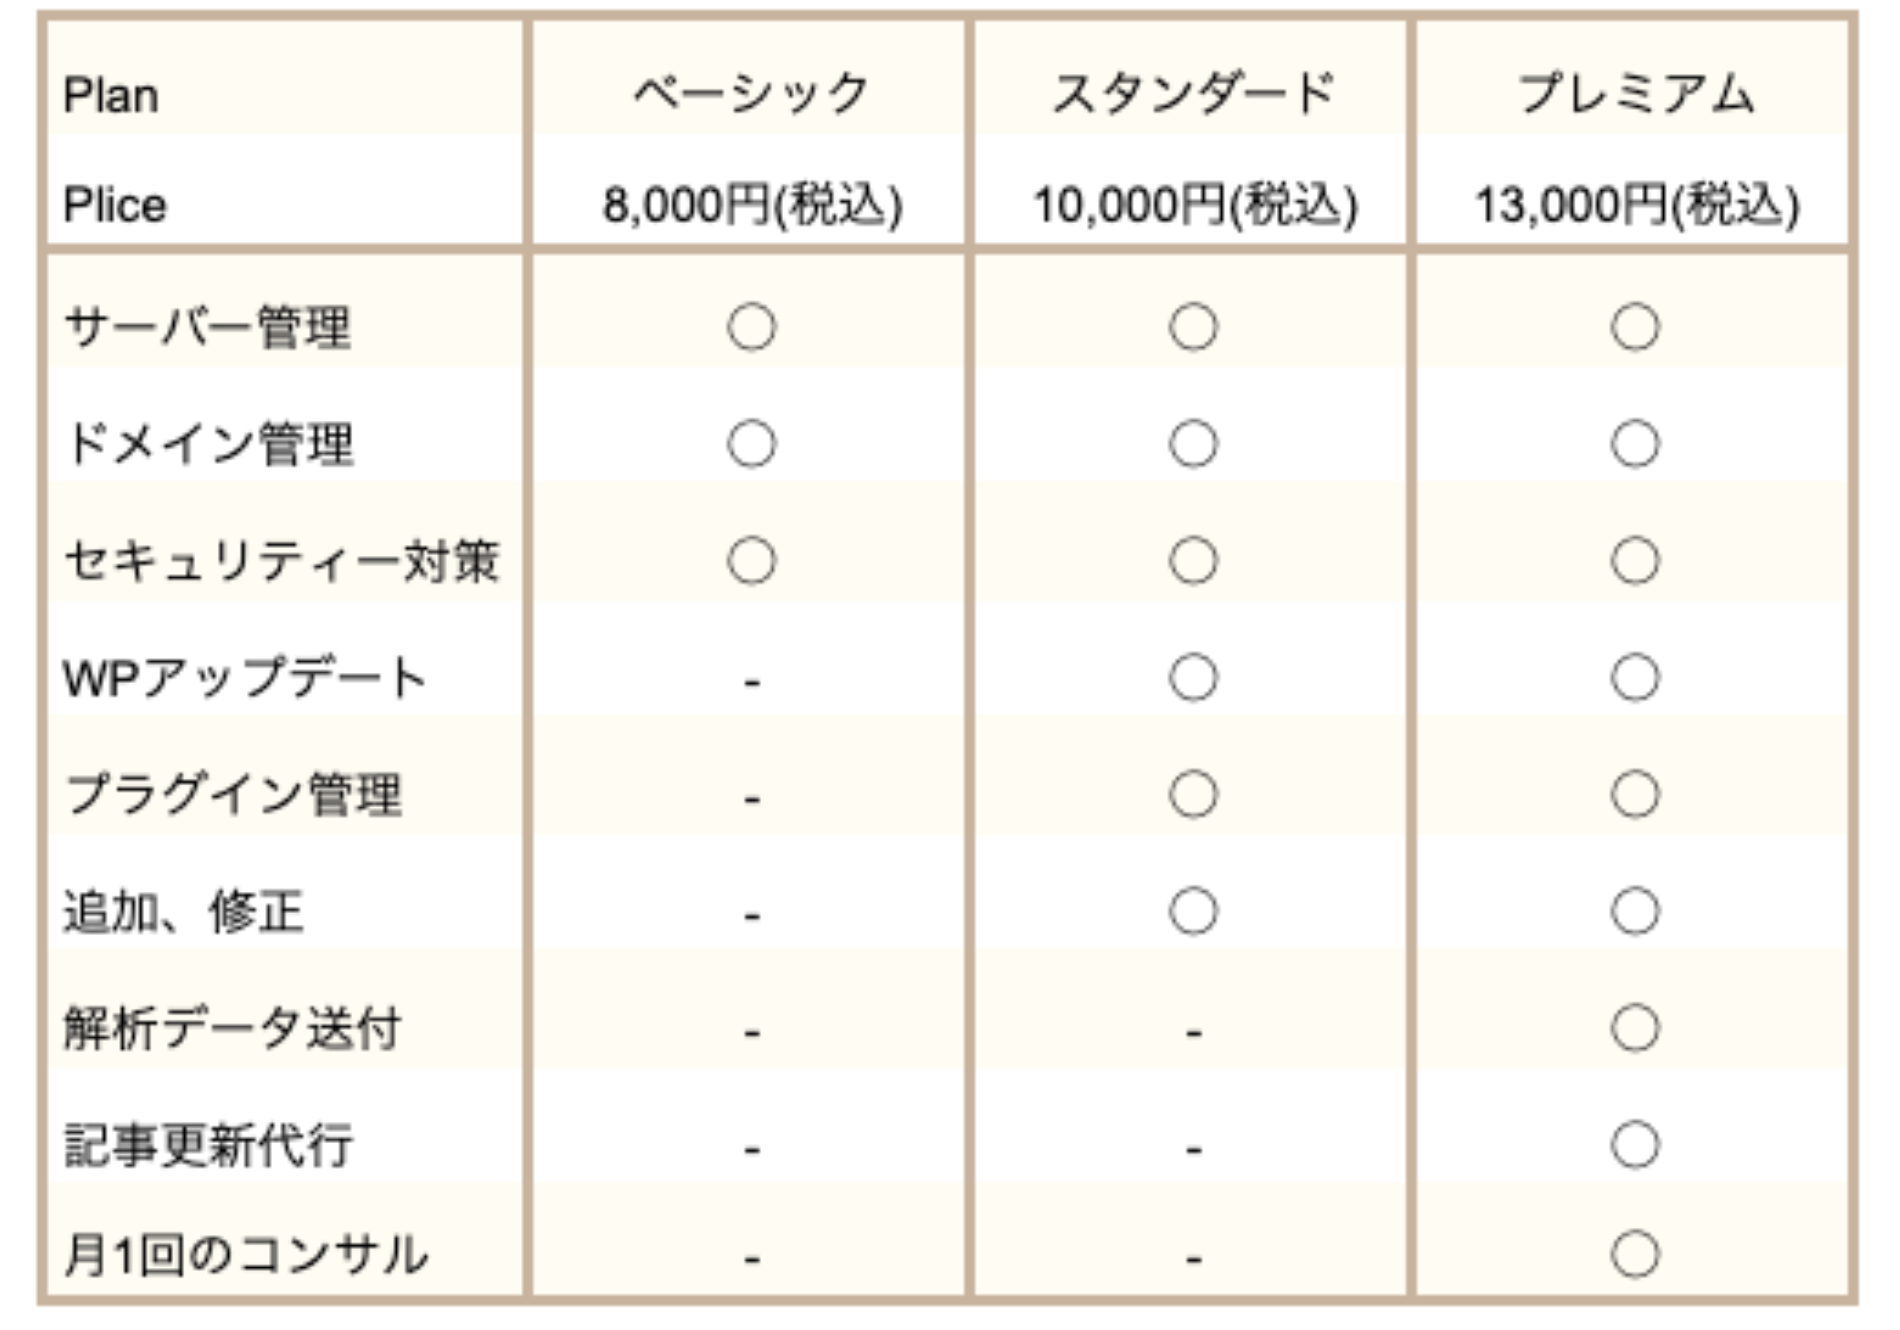 Plan ベーシック スタンダード プレミアム
Plice 8,000円(税込) 10,000円(税込) 13,000円(税込)
サーバー管理 ○ ○ ○
ドメイン管理 ○ ○ ○
セキュリティー対策 ○ ○ ○
WPアップデート - ○ ○
プラグイン管理 - ○ ○
追加、修正 - ○ ○
解析データ送付 - - ○
記事更新代行 - - ○
月1回のコンサル - - ○